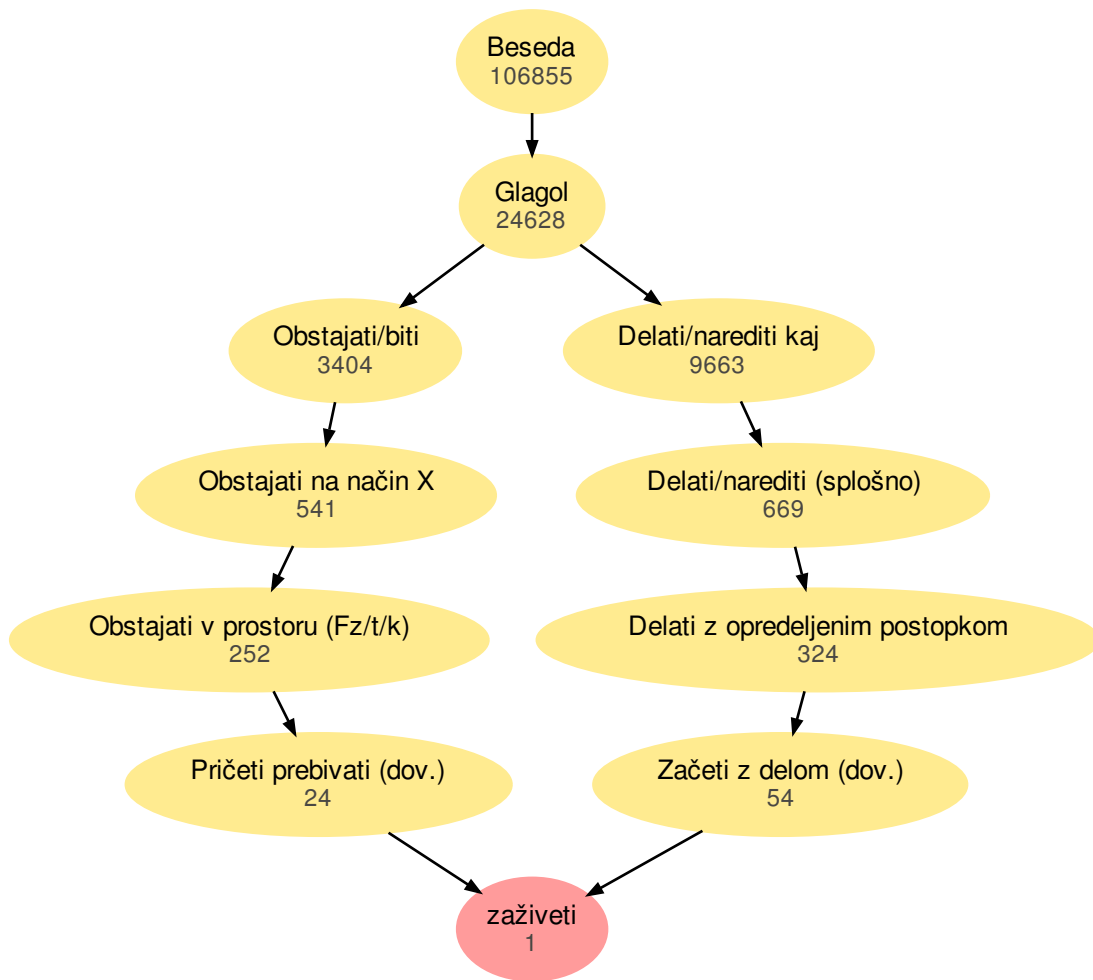 Beseda
106855
Glagol
24628
Obstajati/biti
3404
Delati/narediti kaj
9663
Obstajati na način X
541
Delati/narediti (splošno)
669
Obstajati v prostoru (Fz/t/k)
252
Delati z opredeljenim postopkom
324
Pričeti prebivati (dov.)
24
Začeti z delom (dov.)
54
zaživeti
1